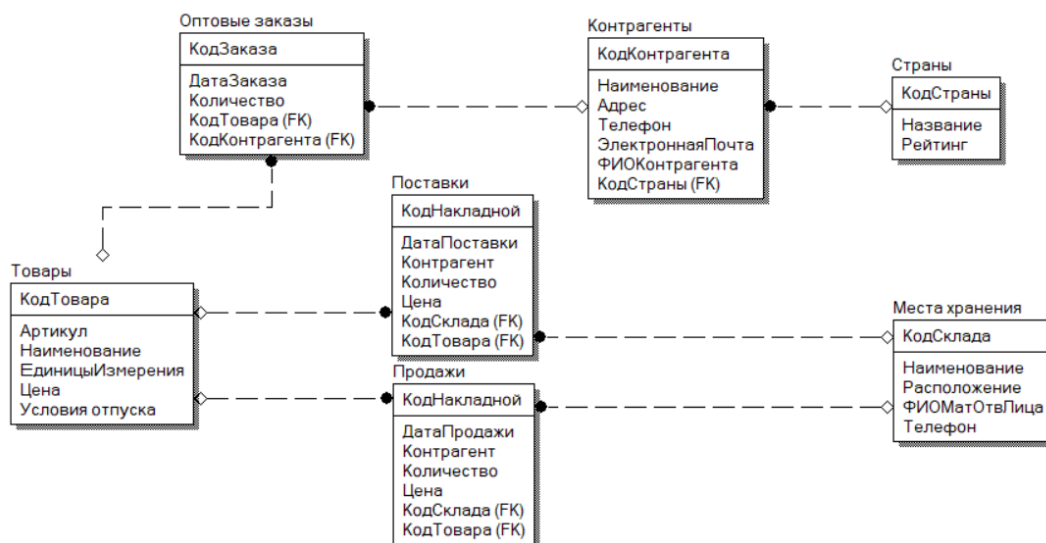 Оптовые заказы
КодЗаказа
ДатаЗаказа
Количество
КодТовара (FK)
КодКонтрагента (FK)
Контрагенты
КодКонтрагента
Наименование
Адрес
Телефон
ЭлектроннаяПочта
ФИОКонтрагента
КодСтраны (FK)
Страны
КодСтраны
Название
Рейтинг
Поставки
КодНакладной
ДатаПоставки
Контрагент
Количество
Цена
КодСклада (FK)
КодТовара (FK)
Товары
КодТовара
Артикул
Наименование
ЕдиницыИзмерения
Цена
Условия отпуска
Места хранения
КодСклада
Наименование
Расположение
ФИОМатОтвЛица
Телефон
Продажи
КодНакладной
ДатаПродажи
Контрагент
Количество
Цена
КодСклада (FK)
КодТовара (FK)